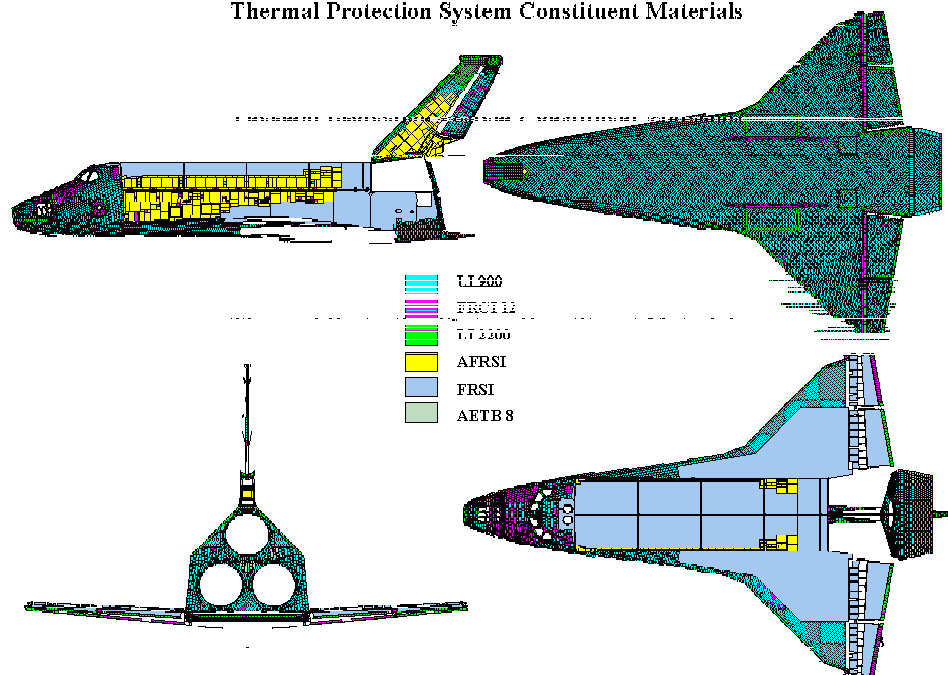 Thermal Protection System Constituent Materials
LI 900
FRCI 12
LI 2200
AFRSI
FRSI
AETB 8